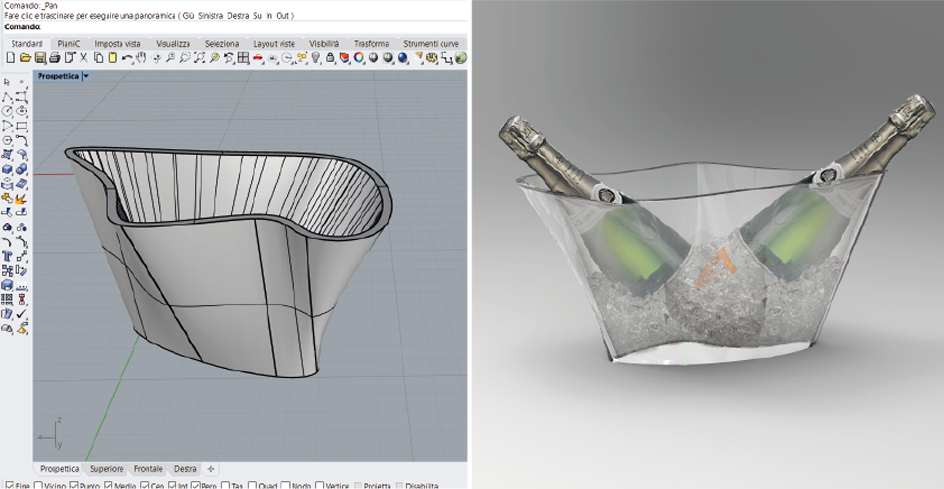 Comando: _Pan
Fare clic e trascinare per eseguire una panoramica ( Giù Sinistra Destra Su In Out )
Comando:
Standard PianiC Imposta vista Visualizza Seleziona Layout viste Visibilità Trasforma Strumenti curve
Prospettica
z
y
Prospettica Superiore Frontale Destra
Fine Vicino Punto Medio Cen Int Perp Tan Quad Nodo Vertice Proietta Disabilita